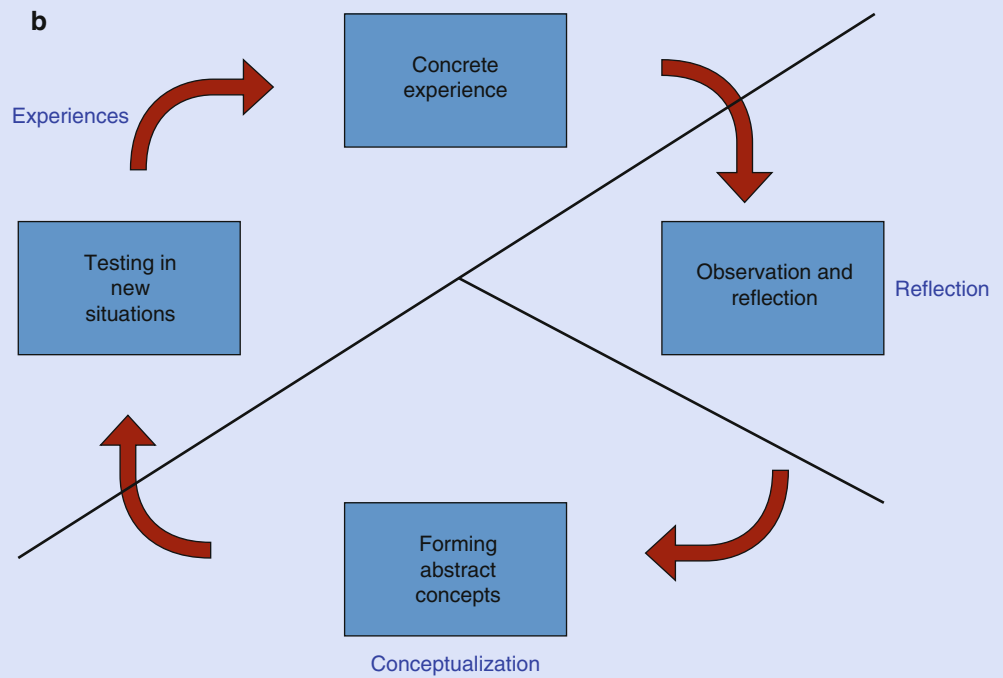 b
Concrete
experience
Experiences
Testing in
new
situations
Observation and
reflection
Reflection
Forming
abstract
concepts
Conceptualization